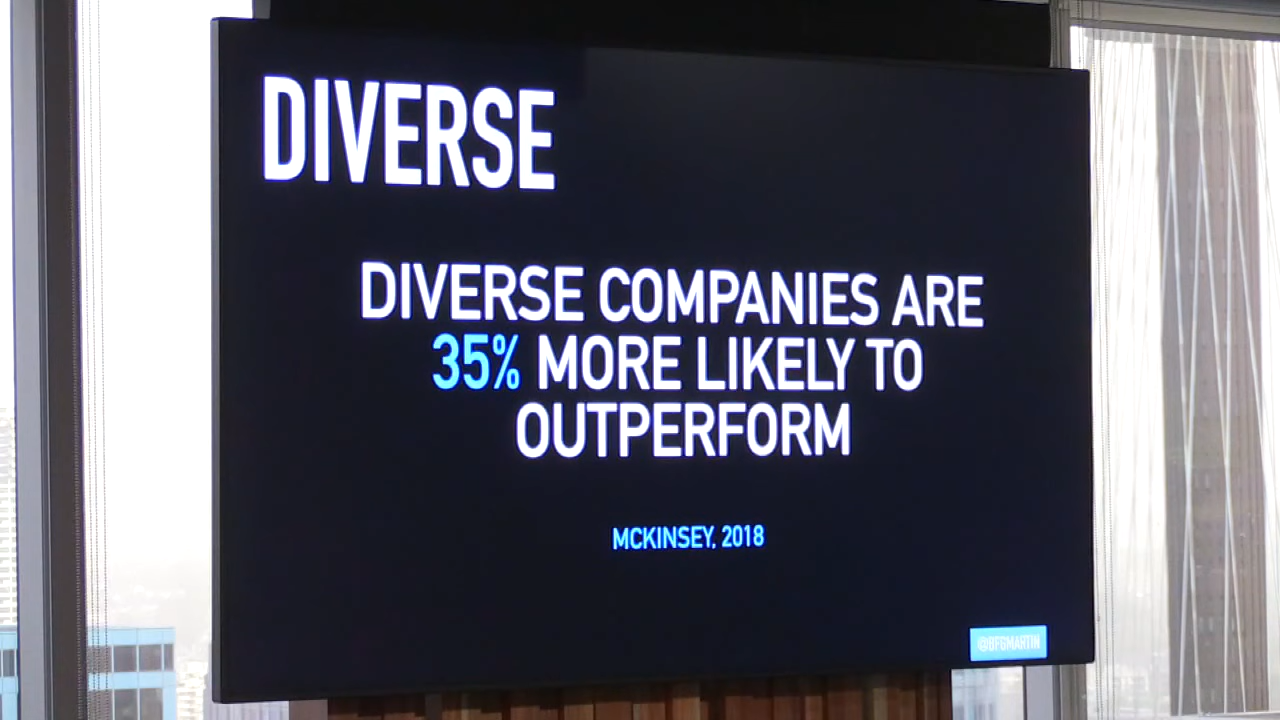 DIVERSE
DIVERSE COMPANIES ARE
35% MORE LIKELY TO
OUTPERFORM
MCKINSEY, 2018
@BFGMARTIN